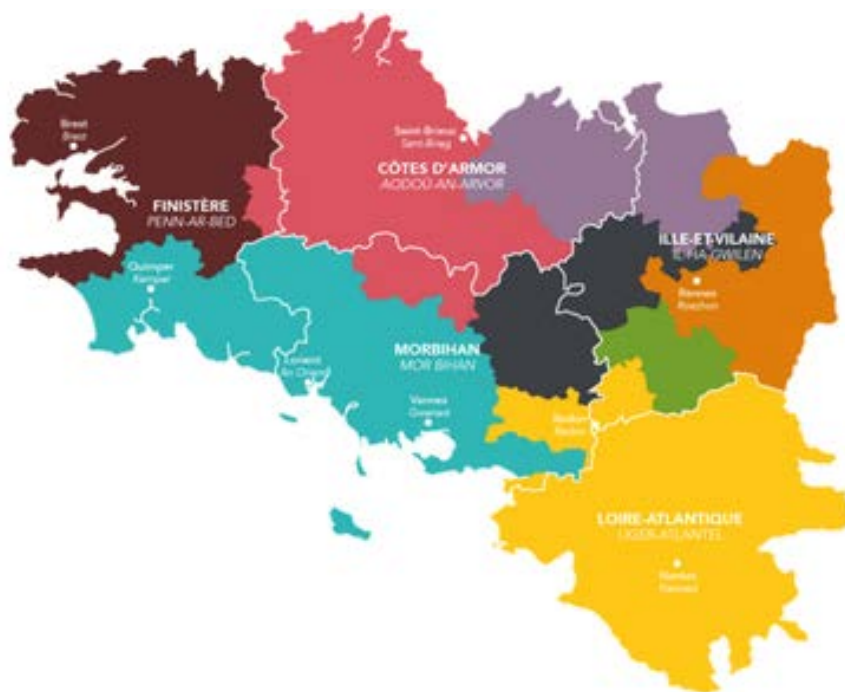 Brest
Brest
Saint-Brieuc
Sant-Brieg
CÔTES D'ARMOR
AODOÙ-AN-ARVOR
FINISTÈRE
PENN-AR-BED
ILLE-ET-VILAINE
IL-HA-GWILEN
Quimper
Kemper
Rennes
Roazhon
MORBIHAN
MOR BIHAN
Lorient
An Oriant
Vannes
Gwened
Redon
Redon
LOIRE-ATLANTIQUE
LIGER-ATLANTEL
Nantes
Naoned